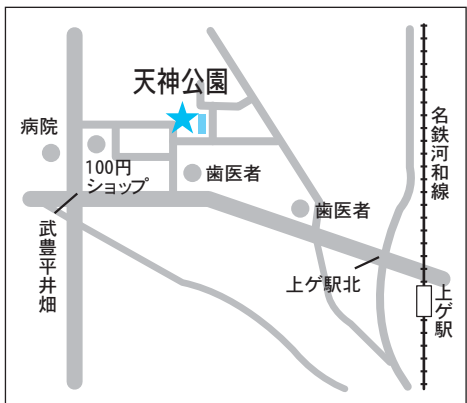 天神公園
病院
100円
ショップ
歯医者
歯医者
武豊平井畑
上ゲ駅北
名鉄河和線
上ゲ駅